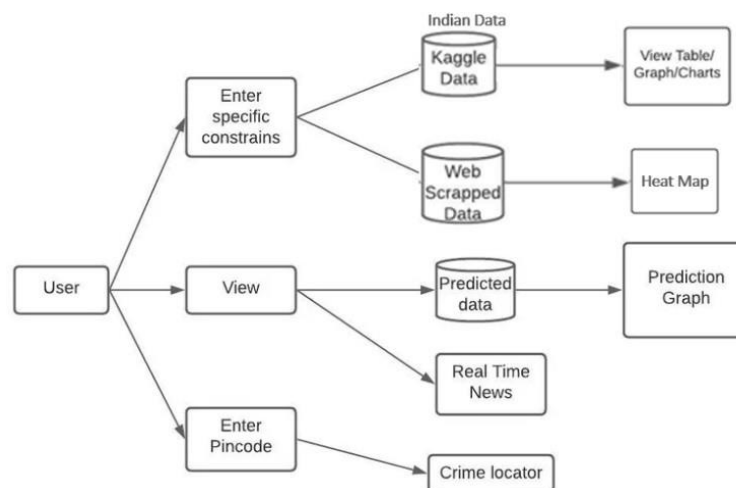 Indian Data
Kaggle
Data
View Table/
Graph/Charts
Enter
specific
constrains
Web
Scrapped
Data
Heat Map
User
View
Predicted
data
Prediction
Graph
Real Time
News
Enter
Pincode
Crime locator